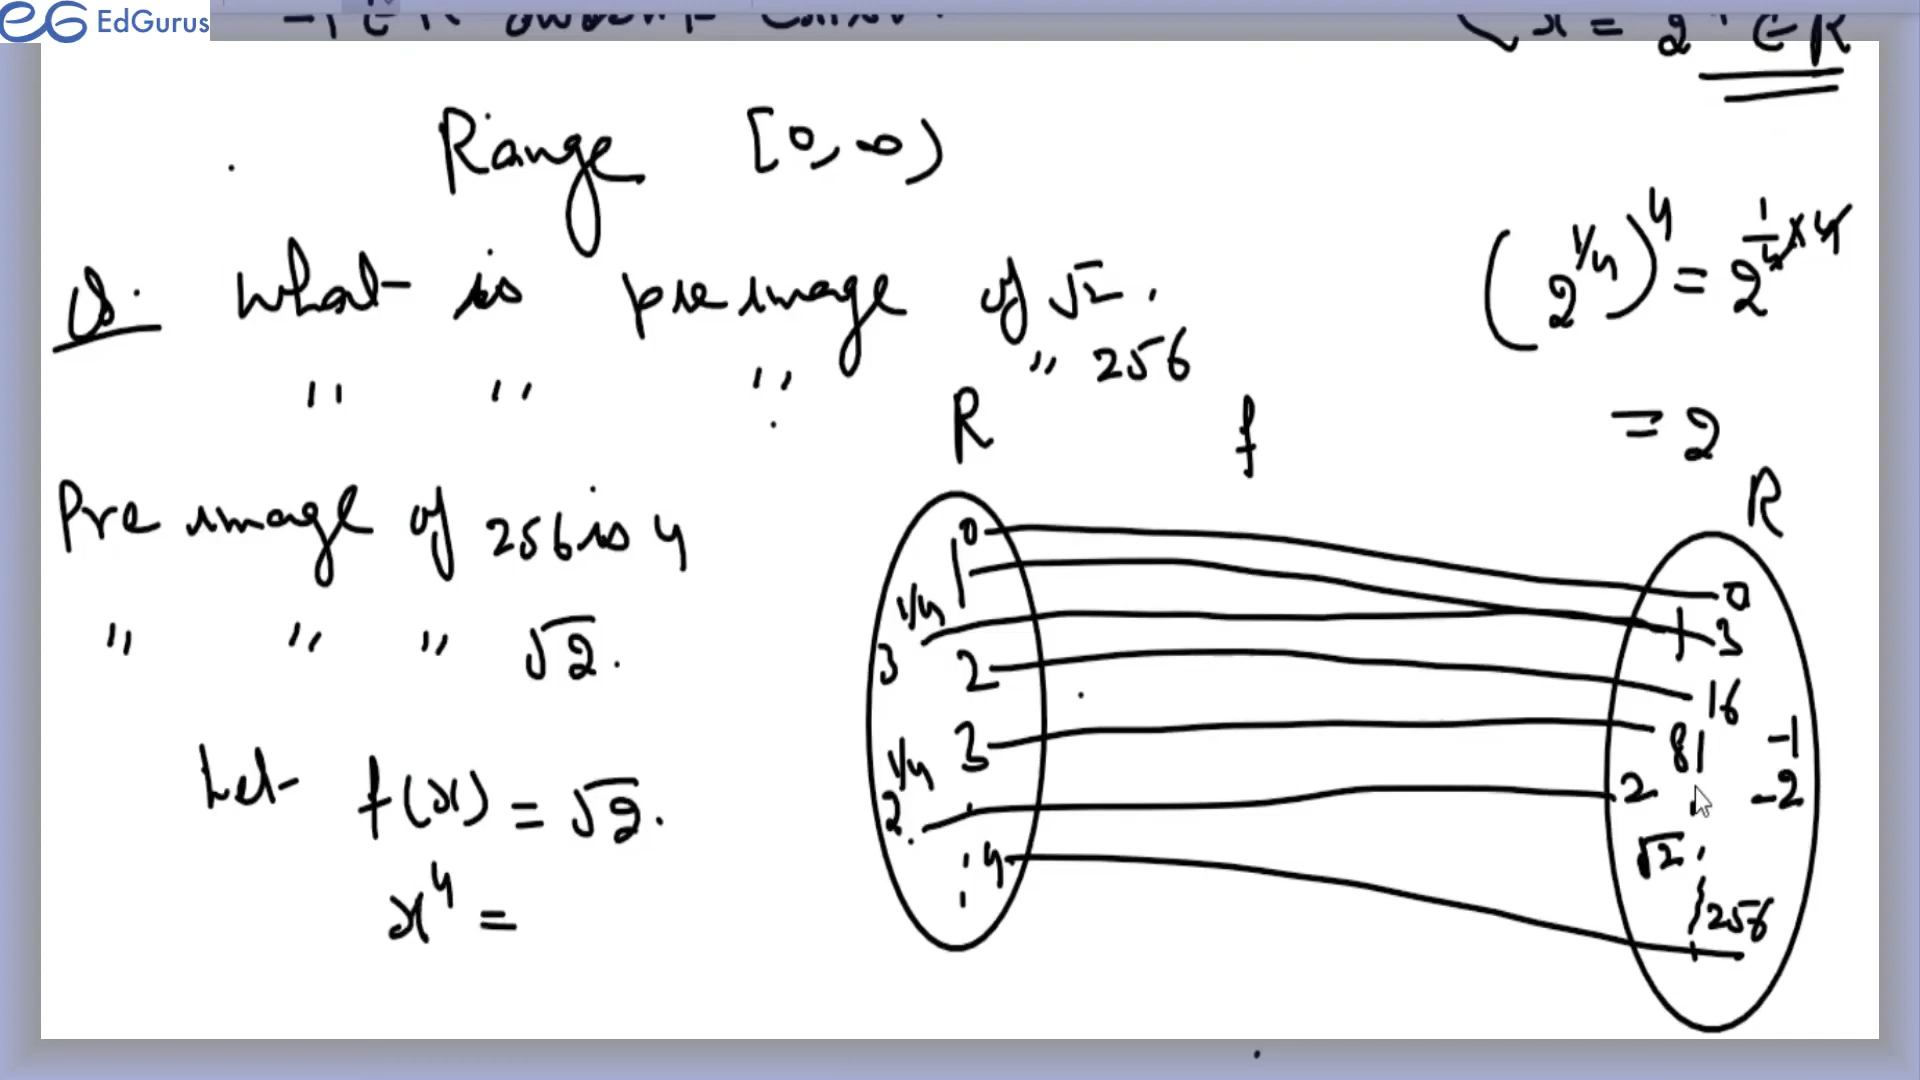 EdGurus
x = 2 ∈ R
Range [0, ∞)
Q. What is pre image of √2.
" " " " 256
(2^{1/4})^4 = 2^{1/4 × 4}
= 2
R f R
Pre image of 256 is 4
" " " √2.
Let f(x) = √2.
x^4 =
0
1
3^{1/4} 2
3
2^{1/4}
4
0
1 3
16
81 -1
2 -2
√2
256